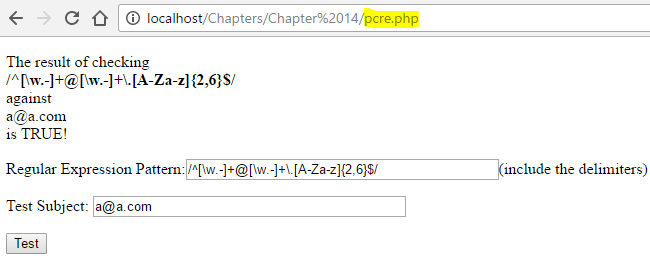 localhost/Chapters/Chapter%2014/pcre.php
The result of checking
/^[\w.-]+@[\w.-]+\.[A-Za-z]{2,6}$/
against
a@a.com
is TRUE!
Regular Expression Pattern: /^[\w.-]+@[\w.-]+\.[A-Za-z]{2,6}$/ (include the delimiters)
Test Subject: a@a.com
Test